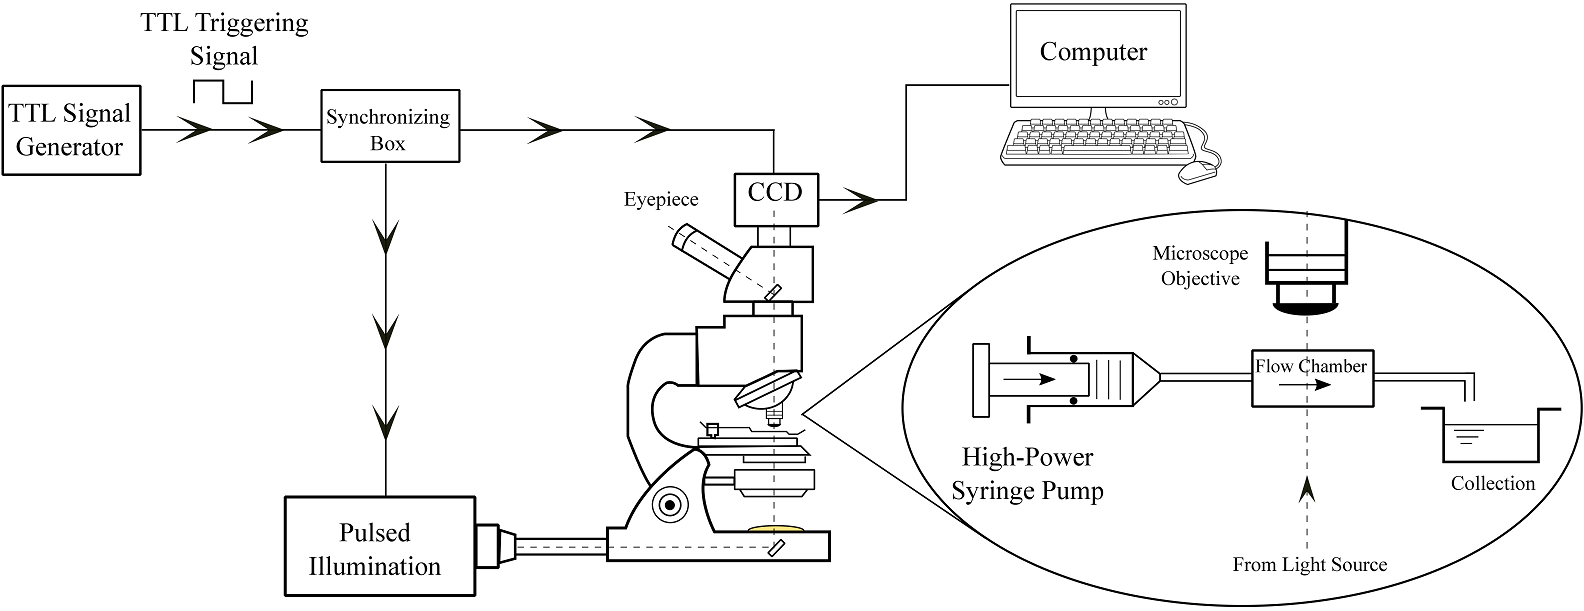 TTL Triggering
Signal
TTL Signal
Generator
Synchronizing
Box
Computer
Eyepiece
CCD
Microscope
Objective
Flow Chamber
High-Power
Syringe Pump
Collection
Pulsed
Illumination
From Light Source